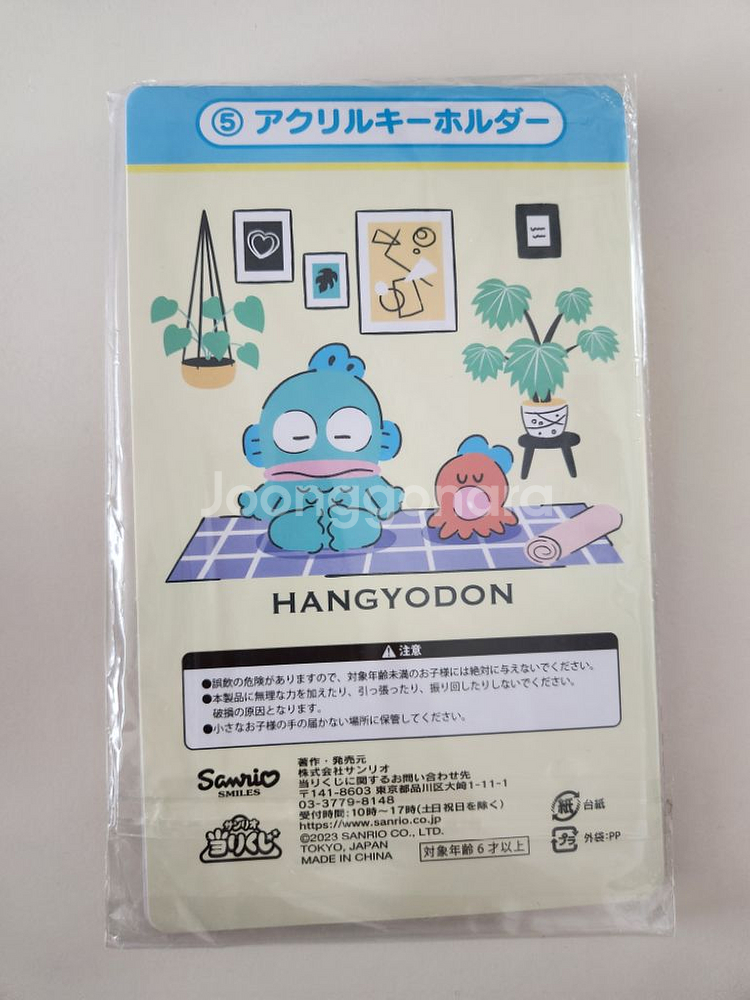 ⑤ アクリルキーホルダー
Joonggonara
HANGYODON
⚠注意
●誤飲の危険がありますので、対象年齢未満のお子様には絶対に与えないでください。
●本製品に無理な力を加えたり、引っ張ったり、振り回したりしないでください。
破損の原因となります。
●小さなお子様の手の届かない場所に保管してください。
Sanrio
SMILES
サンリオ
当りくじ
著作・発売元
株式会社サンリオ
当りくじに関するお問い合わせ先
〒141-8603 東京都品川区大崎1-11-1
03-3779-8148
受付時間:10時〜17時(土日祝日を除く)
https://www.sanrio.co.jp
©2023 SANRIO CO., LTD.
TOKYO, JAPAN
MADE IN CHINA
対象年齢6才以上
紙 台紙
プラ 外袋:PP